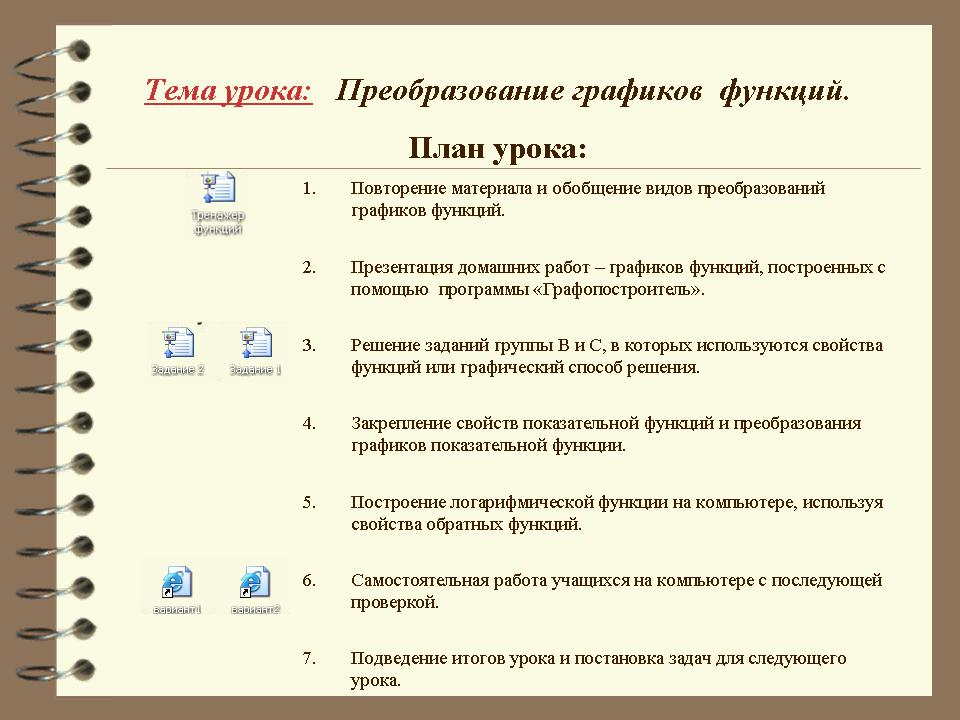 Тема урока: Преобразование графиков функций.
План урока:
Тренажер
функций
1. Повторение материала и обобщение видов преобразований
графиков функций.
2. Презентация домашних работ – графиков функций, построенных с
помощью программы «Графопостроитель».
Задание 2 Задание 1
3. Решение заданий группы В и С, в которых используются свойства
функций или графический способ решения.
4. Закрепление свойств показательной функций и преобразования
графиков показательной функции.
5. Построение логарифмической функции на компьютере, используя
свойства обратных функций.
вариант1 вариант2
6. Самостоятельная работа учащихся на компьютере с последующей
проверкой.
7. Подведение итогов урока и постановка задач для следующего
урока.